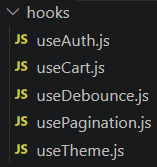 hooks
JS useAuth.js
JS useCart.js
JS useDebounce.js
JS usePagination.js
JS useTheme.js